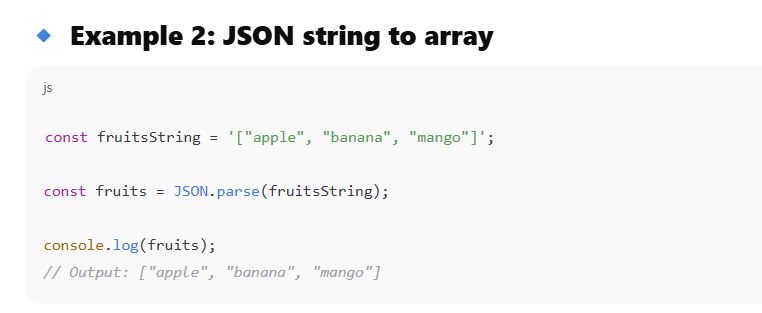 Example 2: JSON string to array
js
const fruitsString = '["apple", "banana", "mango"]';
const fruits = JSON.parse(fruitsString);
console.log(fruits);
// Output: ["apple", "banana", "mango"]